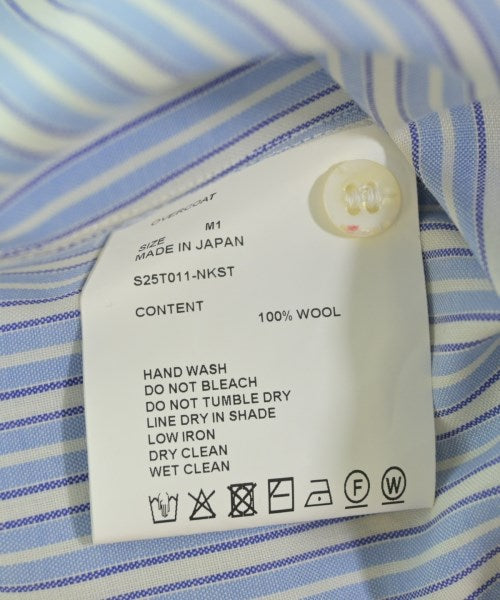 OVERCOAT
SIZE M1
MADE IN JAPAN
S25T011-NKST
CONTENT
100% WOOL
HAND WASH
DO NOT BLEACH
DO NOT TUMBLE DRY
LINE DRY IN SHADE
LOW IRON
DRY CLEAN
WET CLEAN
F W